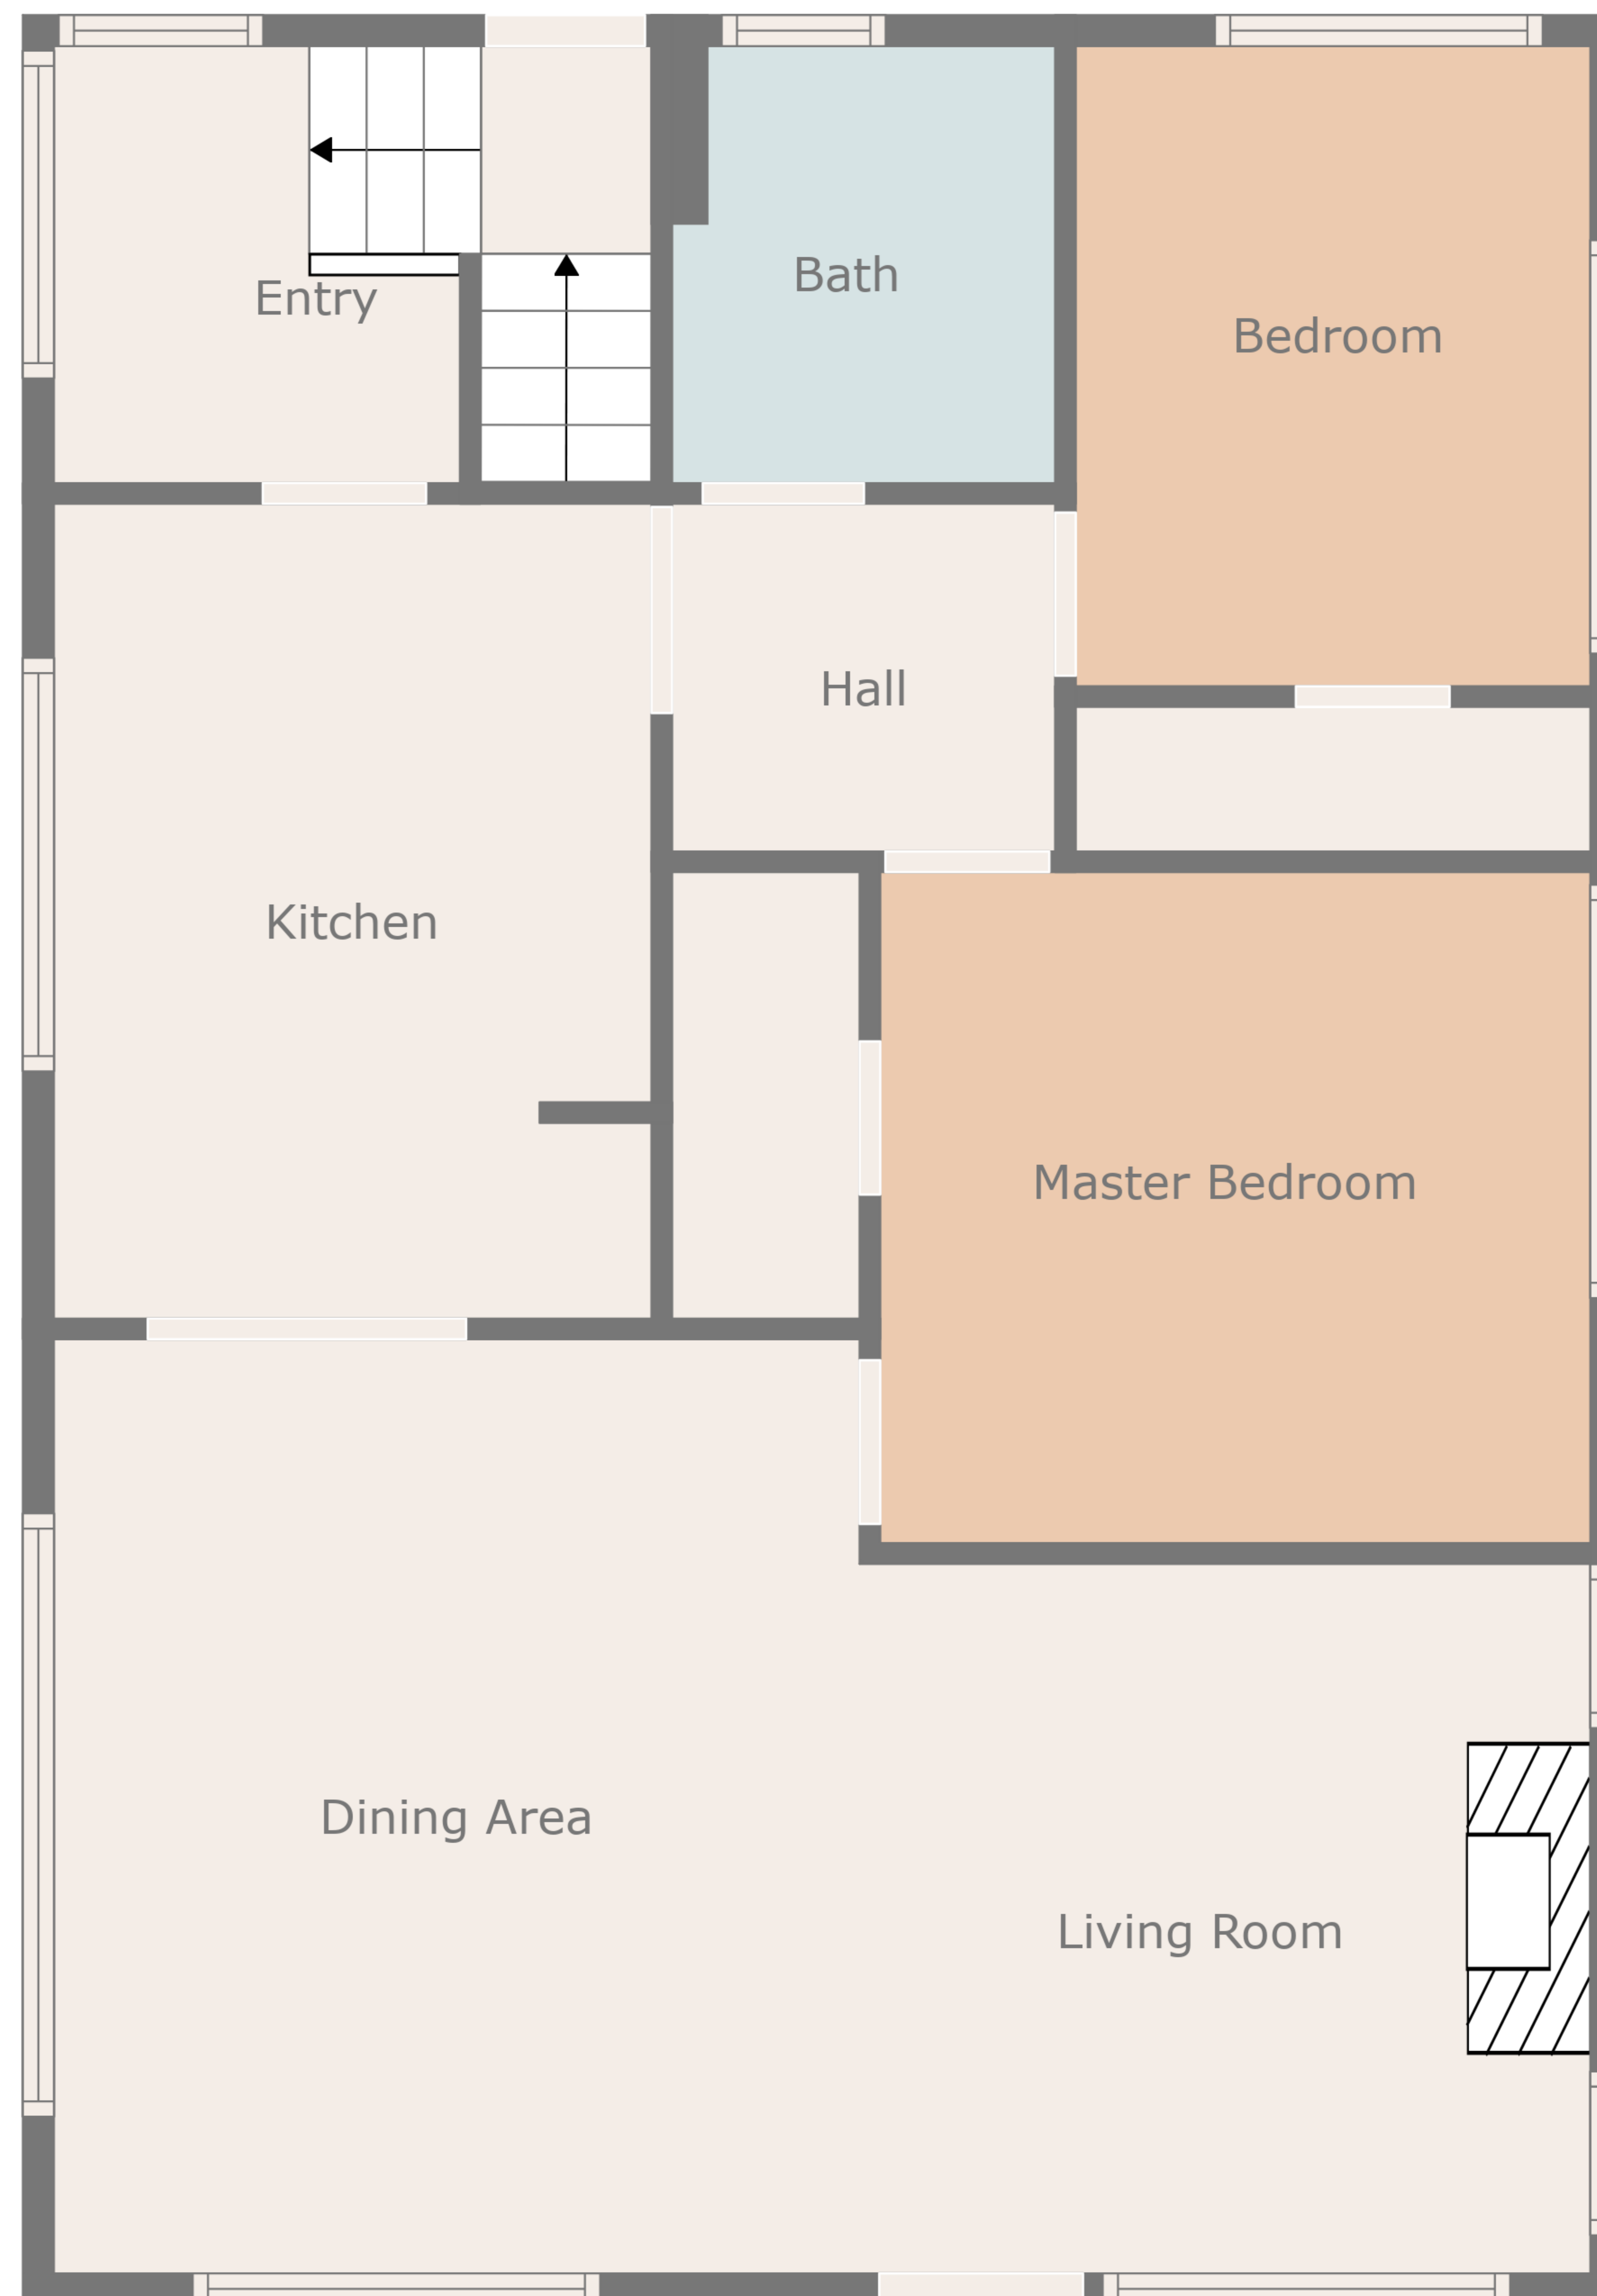 Entry
Bath
Bedroom
Hall
Kitchen
Master Bedroom
Dining Area
Living Room